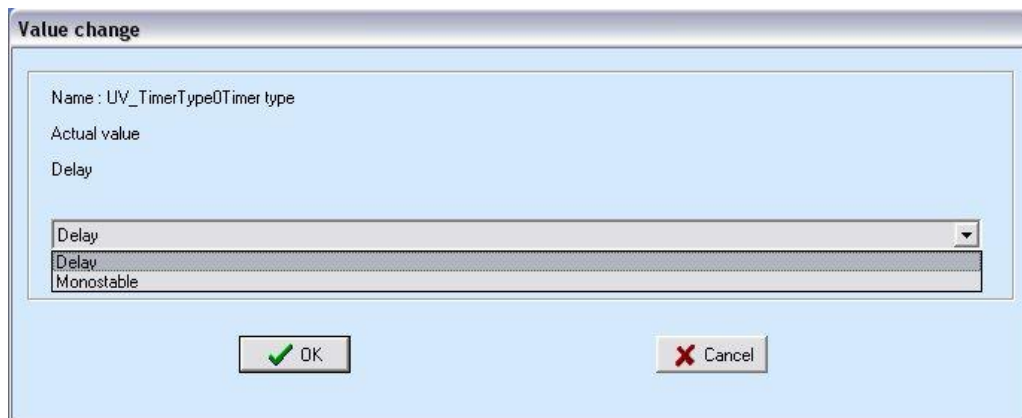 Value change
Name : UV_TimerType0Timer type
Actual value
Delay
Delay
Delay
Monostable
OK
Cancel